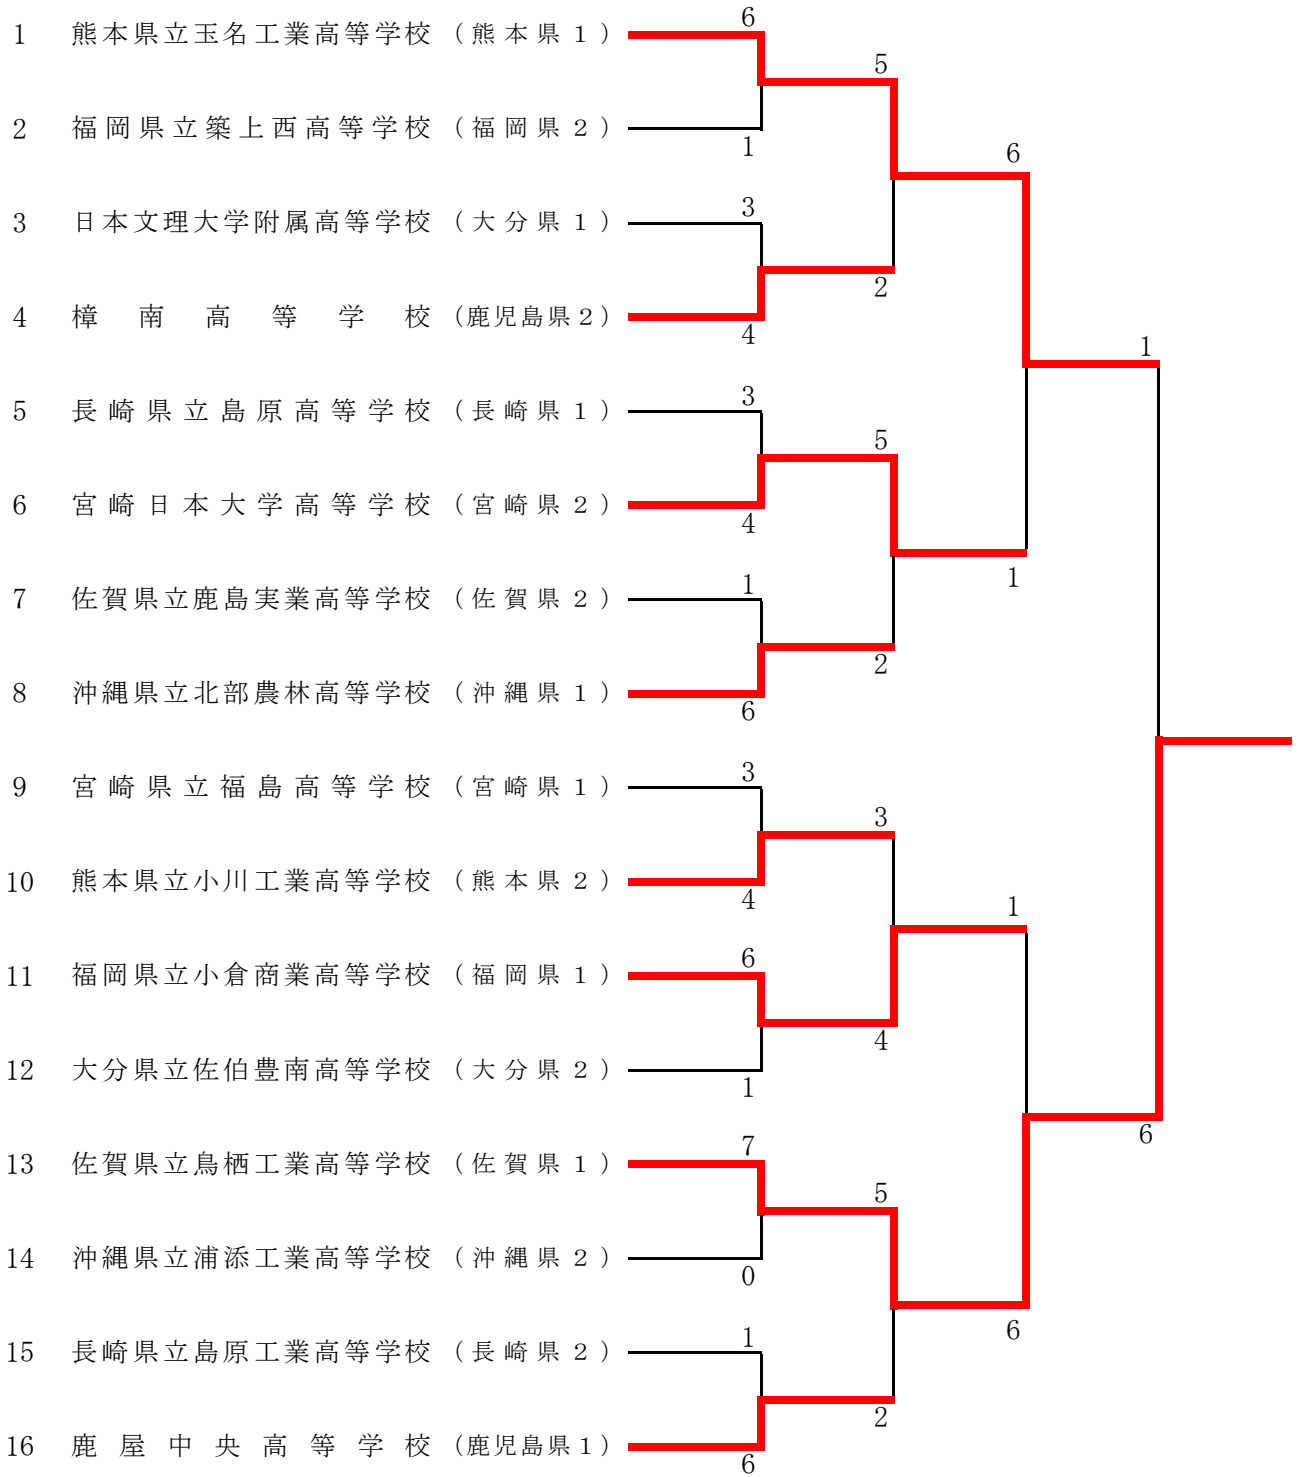 1 熊本県立玉名工業高等学校 (熊本県1) 6
5
2 福岡県立築上西高等学校 (福岡県2) 1
6
3 日本文理大学附属高等学校 (大分県1) 3
2
4 樟南高等学校 (鹿児島県2) 4
1
5 長崎県立島原高等学校 (長崎県1) 3
5
6 宮崎日本大学高等学校 (宮崎県2) 4
1
7 佐賀県立鹿島実業高等学校 (佐賀県2) 1
2
8 沖縄県立北部農林高等学校 (沖縄県1) 6
9 宮崎県立福島高等学校 (宮崎県1) 3
3
10 熊本県立小川工業高等学校 (熊本県2) 4
1
11 福岡県立小倉商業高等学校 (福岡県1) 6
4
12 大分県立佐伯豊南高等学校 (大分県2) 1
6
13 佐賀県立鳥栖工業高等学校 (佐賀県1) 7
5
14 沖縄県立浦添工業高等学校 (沖縄県2) 0
6
15 長崎県立島原工業高等学校 (長崎県2) 1
2
16 鹿屋中央高等学校 (鹿児島県1) 6